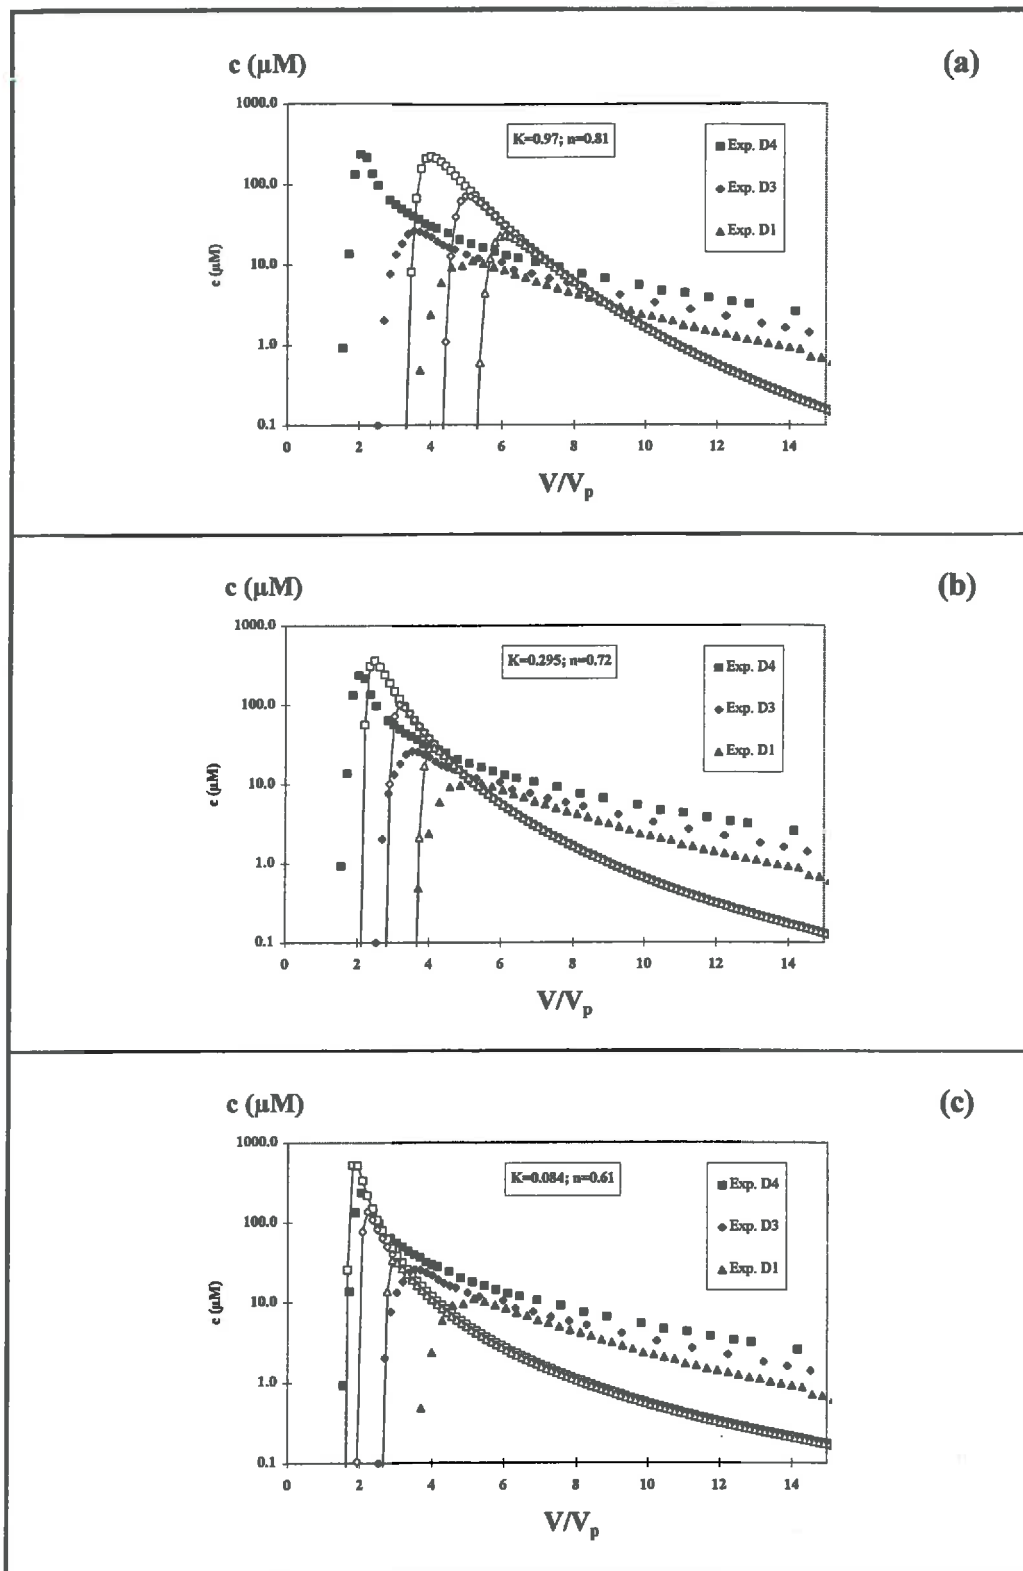 c (µM)
(a)
1000.0
100.0
10.0
1.0
0.1
c (µM)
K=0.97; n=0.81
Exp. D4
Exp. D3
Exp. D1
0 2 4 6 8 10 12 14
V/Vp
c (µM)
(b)
1000.0
100.0
10.0
1.0
0.1
c (µM)
K=0.295; n=0.72
Exp. D4
Exp. D3
Exp. D1
0 2 4 6 8 10 12 14
V/Vp
c (µM)
(c)
1000.0
100.0
10.0
1.0
0.1
c (µM)
K=0.084; n=0.61
Exp. D4
Exp. D3
Exp. D1
0 2 4 6 8 10 12 14
V/Vp